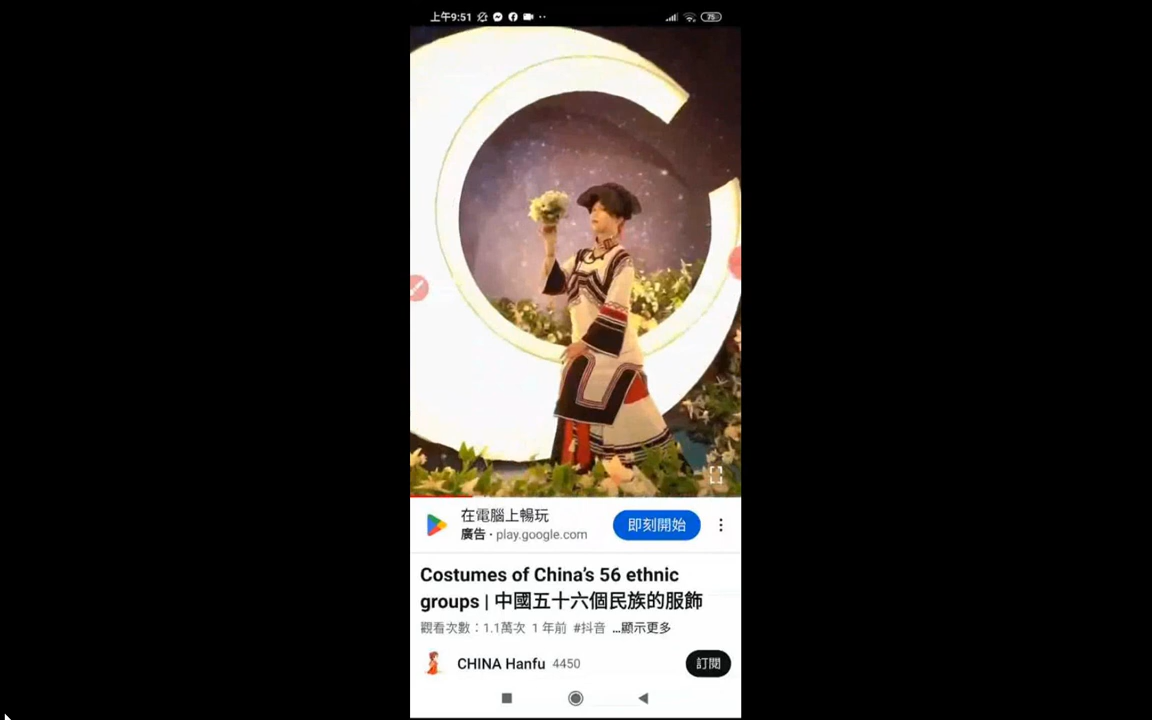 上午9:51
75
在電腦上暢玩
廣告 · play.google.com
即刻開始
Costumes of China's 56 ethnic
groups | 中國五十六個民族的服飾
觀看次數：1.1萬次 1 年前 #抖音 ...顯示更多
CHINA Hanfu 4450
訂閱